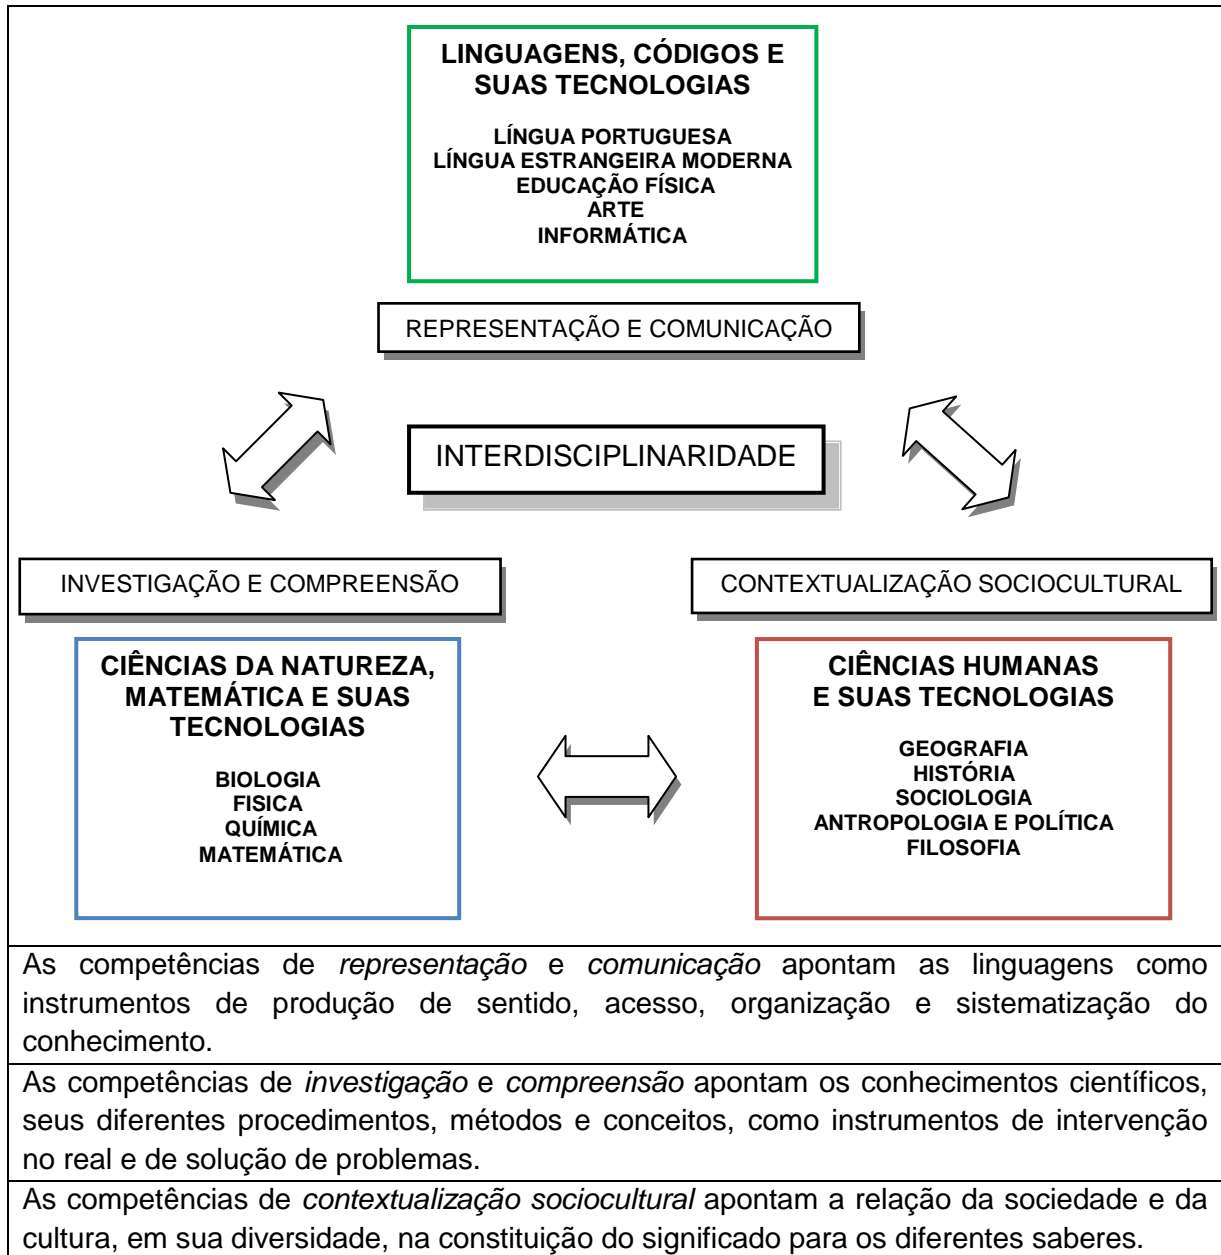 LINGUAGENS, CÓDIGOS E
SUAS TECNOLOGIAS
LÍNGUA PORTUGUESA
LÍNGUA ESTRANGEIRA MODERNA
EDUCAÇÃO FÍSICA
ARTE
INFORMÁTICA
REPRESENTAÇÃO E COMUNICAÇÃO
INTERDISCIPLINARIDADE
INVESTIGAÇÃO E COMPREENSÃO
CIÊNCIAS DA NATUREZA,
MATEMÁTICA E SUAS
TECNOLOGIAS
BIOLOGIA
FISICA
QUÍMICA
MATEMÁTICA
CONTEXTUALIZAÇÃO SOCIOCULTURAL
CIÊNCIAS HUMANAS
E SUAS TECNOLOGIAS
GEOGRAFIA
HISTÓRIA
SOCIOLOGIA
ANTROPOLOGIA E POLÍTICA
FILOSOFIA
As competências de representação e comunicação apontam as linguagens como
instrumentos de produção de sentido, acesso, organização e sistematização do
conhecimento.
As competências de investigação e compreensão apontam os conhecimentos científicos,
seus diferentes procedimentos, métodos e conceitos, como instrumentos de intervenção
no real e de solução de problemas.
As competências de contextualização sociocultural apontam a relação da sociedade e da
cultura, em sua diversidade, na constituição do significado para os diferentes saberes.